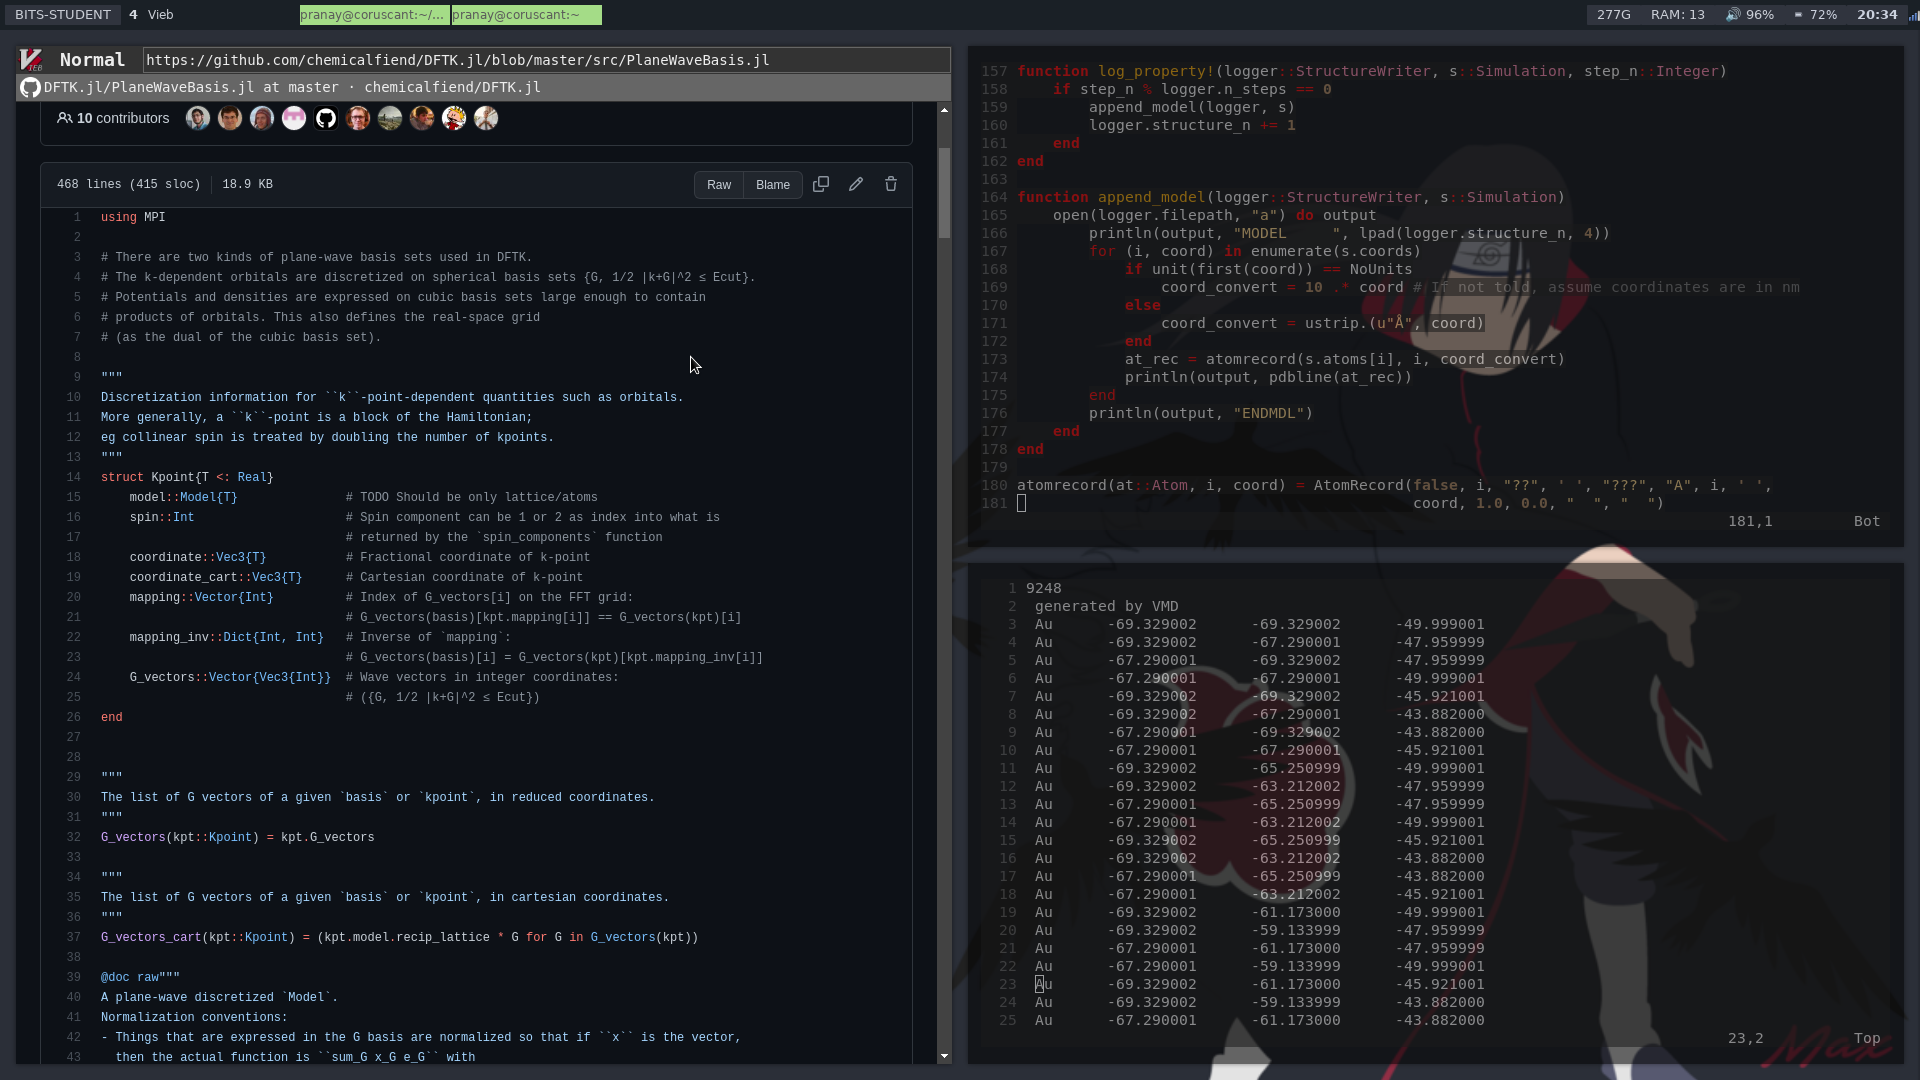 BITS-STUDENT 4 Vieb pranay@coruscant:~/... pranay@coruscant:~ 277G RAM: 13 96% 72% 20:34
Normal https://github.com/chemicalfiend/DFTK.jl/blob/master/src/PlaneWaveBasis.jl
DFTK.jl/PlaneWaveBasis.jl at master · chemicalfiend/DFTK.jl
10 contributors
468 lines (415 sloc) 18.9 KB Raw Blame
1 using MPI
2
3 # There are two kinds of plane-wave basis sets used in DFTK.
4 # The k-dependent orbitals are discretized on spherical basis sets {G, 1/2 |k+G|^2 ≤ Ecut}.
5 # Potentials and densities are expressed on cubic basis sets large enough to contain
6 # products of orbitals. This also defines the real-space grid
7 # (as the dual of the cubic basis set).
8
9 """
10 Discretization information for ``k``-point-dependent quantities such as orbitals.
11 More generally, a ``k``-point is a block of the Hamiltonian;
12 eg collinear spin is treated by doubling the number of kpoints.
13 """
14 struct Kpoint{T <: Real}
15     model::Model{T}               # TODO Should be only lattice/atoms
16     spin::Int                     # Spin component can be 1 or 2 as index into what is
17                                   # returned by the `spin_components` function
18     coordinate::Vec3{T}           # Fractional coordinate of k-point
19     coordinate_cart::Vec3{T}      # Cartesian coordinate of k-point
20     mapping::Vector{Int}          # Index of G_vectors[i] on the FFT grid:
21                                   # G_vectors(basis)[kpt.mapping[i]] == G_vectors(kpt)[i]
22     mapping_inv::Dict{Int, Int}   # Inverse of `mapping`:
23                                   # G_vectors(basis)[i] = G_vectors(kpt)[kpt.mapping_inv[i]]
24     G_vectors::Vector{Vec3{Int}}  # Wave vectors in integer coordinates:
25                                   # ({G, 1/2 |k+G|^2 ≤ Ecut})
26 end
27
28
29 """
30 The list of G vectors of a given `basis` or `kpoint`, in reduced coordinates.
31 """
32 G_vectors(kpt::Kpoint) = kpt.G_vectors
33
34 """
35 The list of G vectors of a given `basis` or `kpoint`, in cartesian coordinates.
36 """
37 G_vectors_cart(kpt::Kpoint) = (kpt.model.recip_lattice * G for G in G_vectors(kpt))
38
39 @doc raw"""
40 A plane-wave discretized `Model`.
41 Normalization conventions:
42 - Things that are expressed in the G basis are normalized so that if ``x`` is the vector,
43   then the actual function is ``sum_G x_G e_G`` with
157 function log_property!(logger::StructureWriter, s::Simulation, step_n::Integer)
158     if step_n % logger.n_steps == 0
159         append_model(logger, s)
160         logger.structure_n += 1
161     end
162 end
163
164 function append_model(logger::StructureWriter, s::Simulation)
165     open(logger.filepath, "a") do output
166         println(output, "MODEL     ", lpad(logger.structure_n, 4))
167         for (i, coord) in enumerate(s.coords)
168             if unit(first(coord)) == NoUnits
169                 coord_convert = 10 .* coord # If not told, assume coordinates are in nm
170             else
171                 coord_convert = ustrip.(u"Å", coord)
172             end
173             at_rec = atomrecord(s.atoms[i], i, coord_convert)
174             println(output, pdbline(at_rec))
175         end
176         println(output, "ENDMDL")
177     end
178 end
179
180 atomrecord(at::Atom, i, coord) = AtomRecord(false, i, "??", ' ', "???", "A", i, ' ',
181                                             coord, 1.0, 0.0, "  ", "  ")
181,1 Bot
1 9248
2  generated by VMD
3  Au      -69.329002      -69.329002      -49.999001
4  Au      -69.329002      -67.290001      -47.959999
5  Au      -67.290001      -69.329002      -47.959999
6  Au      -67.290001      -67.290001      -49.999001
7  Au      -69.329002      -69.329002      -45.921001
8  Au      -69.329002      -67.290001      -43.882000
9  Au      -67.290001      -69.329002      -43.882000
10  Au      -67.290001      -67.290001      -45.921001
11  Au      -69.329002      -65.250999      -49.999001
12  Au      -69.329002      -63.212002      -47.959999
13  Au      -67.290001      -65.250999      -47.959999
14  Au      -67.290001      -63.212002      -49.999001
15  Au      -69.329002      -65.250999      -45.921001
16  Au      -69.329002      -63.212002      -43.882000
17  Au      -67.290001      -65.250999      -43.882000
18  Au      -67.290001      -63.212002      -45.921001
19  Au      -69.329002      -61.173000      -49.999001
20  Au      -69.329002      -59.133999      -47.959999
21  Au      -67.290001      -61.173000      -47.959999
22  Au      -67.290001      -59.133999      -49.999001
23  Au      -69.329002      -61.173000      -45.921001
24  Au      -69.329002      -59.133999      -43.882000
25  Au      -67.290001      -61.173000      -43.882000
23,2 Top
Max